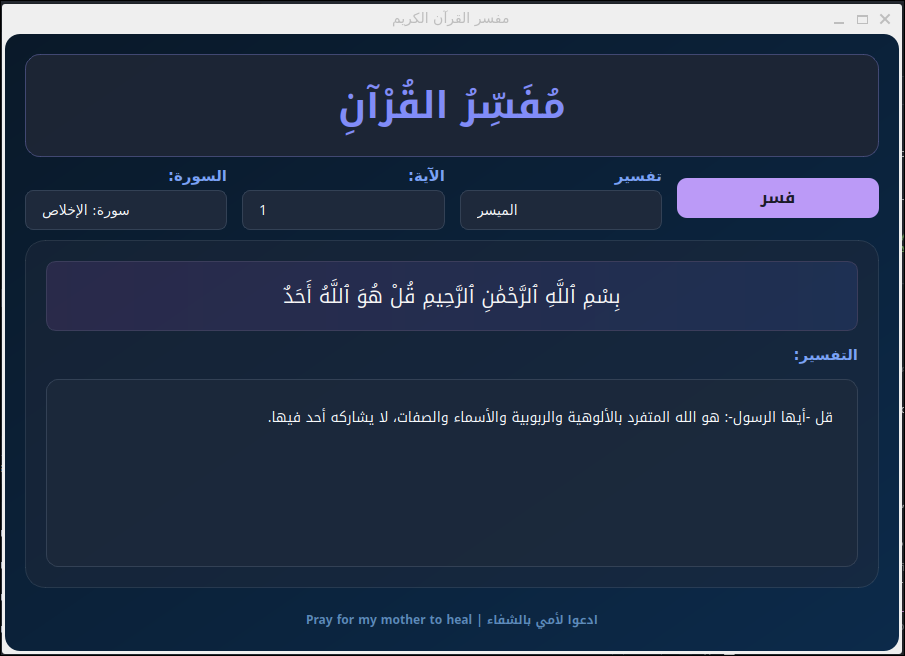 مفسر القرآن الكريم
مُفَسِّرُ القُرْآنِ
السورة:
الآية:
تفسير
سورة: الإخلاص
1
الميسر
فسر
بِسْمِ ٱللَّهِ ٱلرَّحْمَٰنِ ٱلرَّحِيمِ قُلْ هُوَ ٱللَّهُ أَحَدٌ
التفسير:
قل -أيها الرسول-: هو الله المتفرد بالألوهية والربوبية والأسماء والصفات، لا يشاركه أحد فيها.
Pray for my mother to heal | ادعوا لأمي بالشفاء